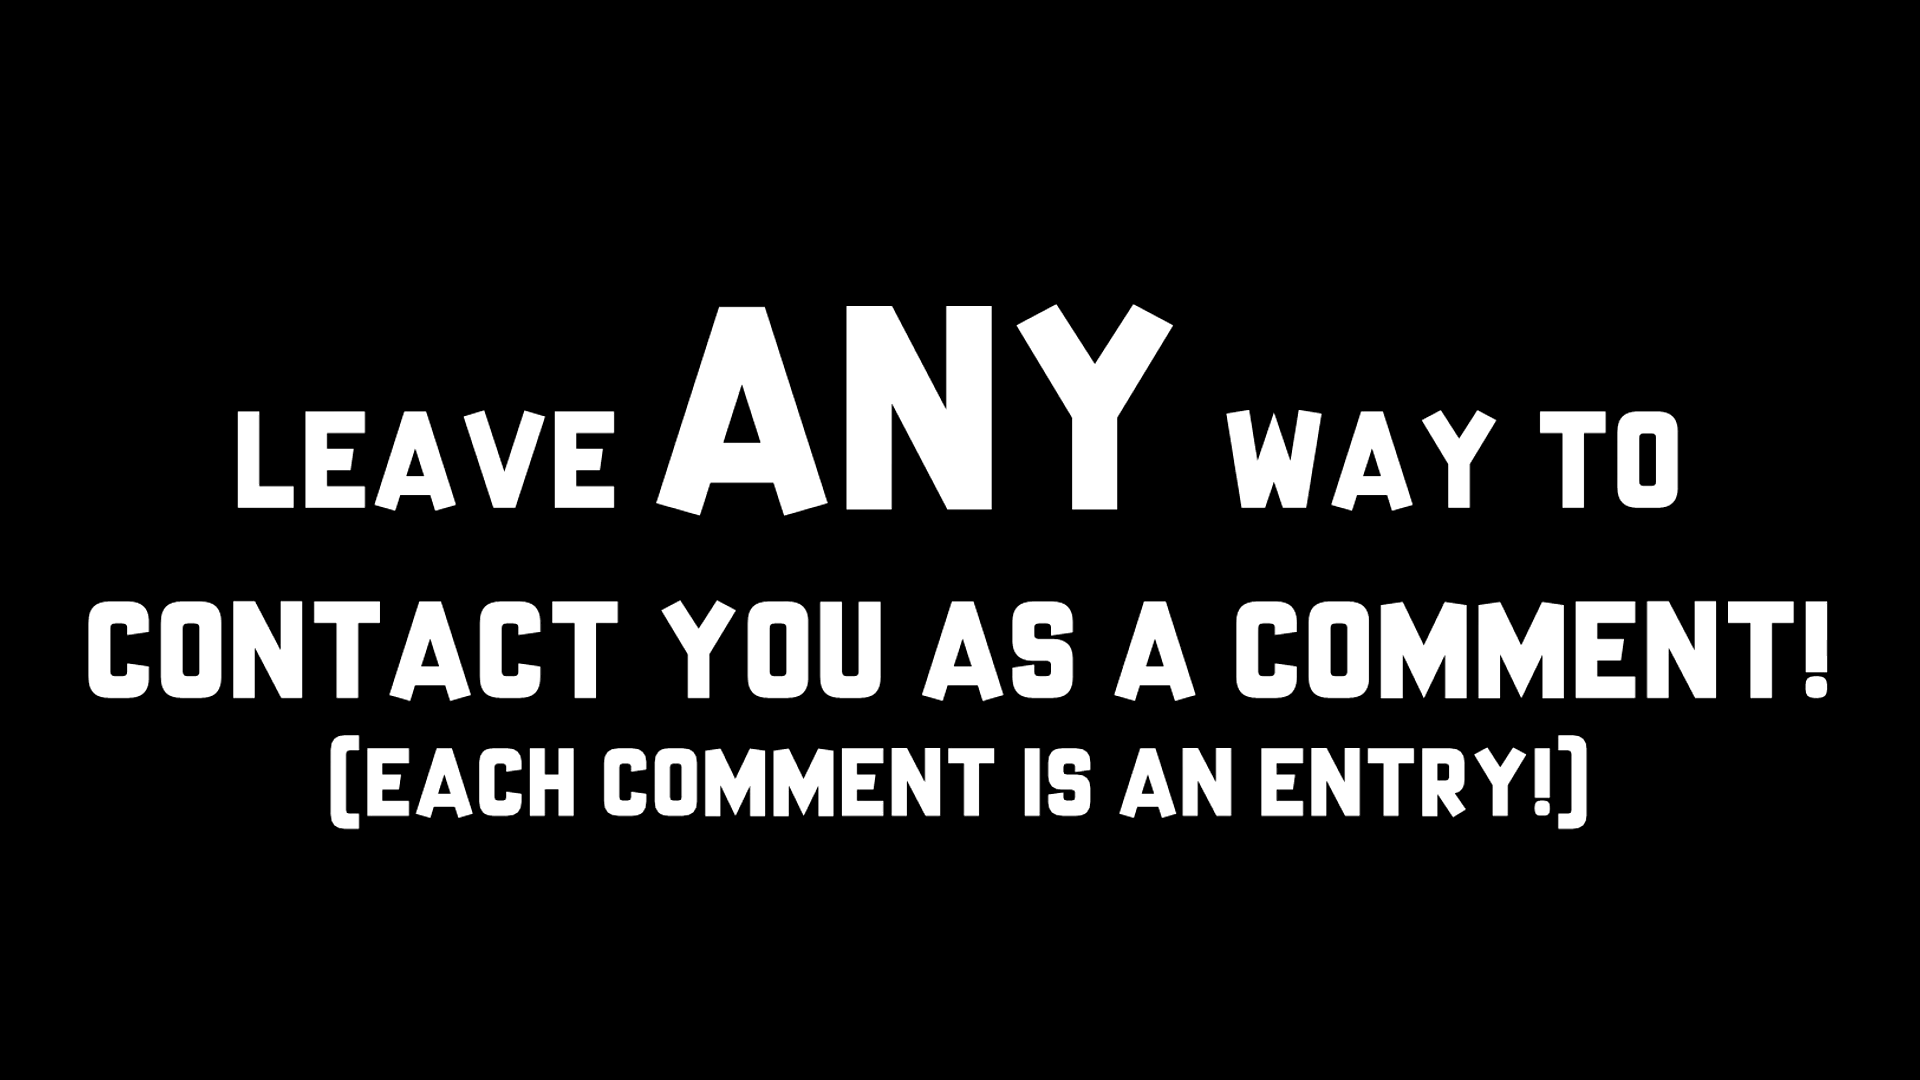 LEAVE ANY WAY TO
CONTACT YOU AS A COMMENT!
(EACH COMMENT IS AN ENTRY!)